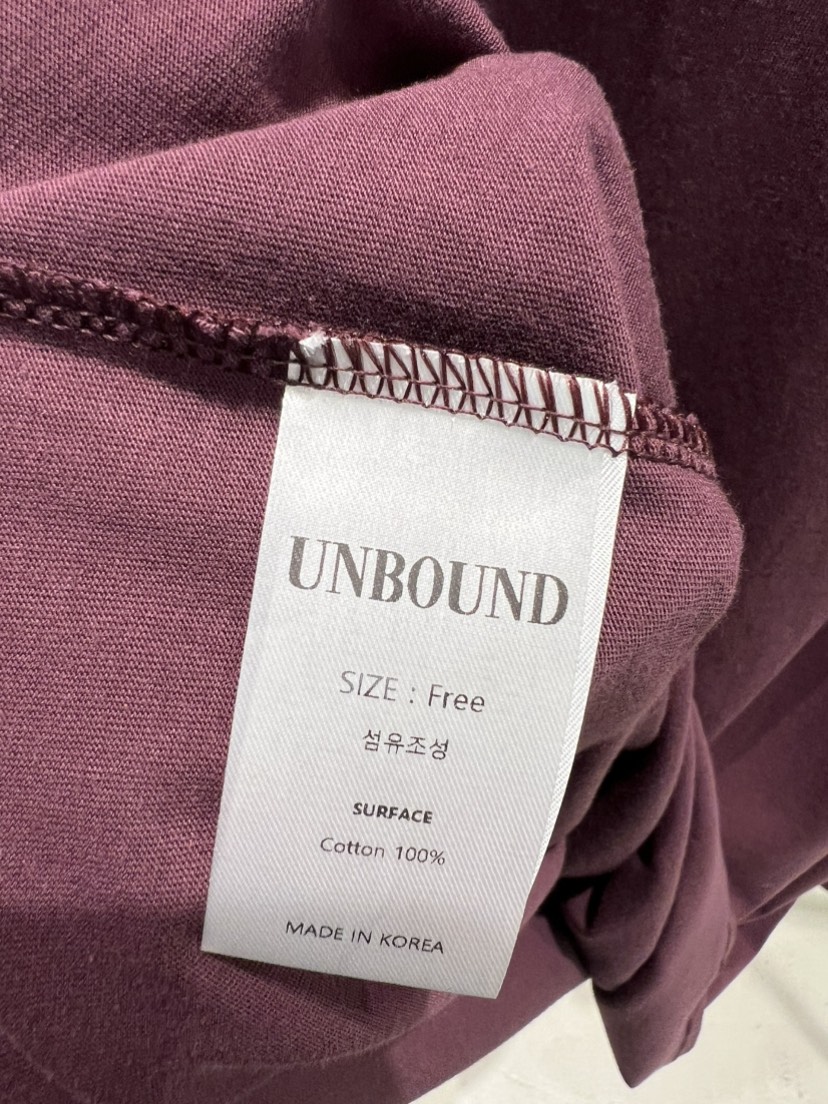 UNBOUND
SIZE : Free
섬유조성
SURFACE
Cotton 100%
MADE IN KOREA